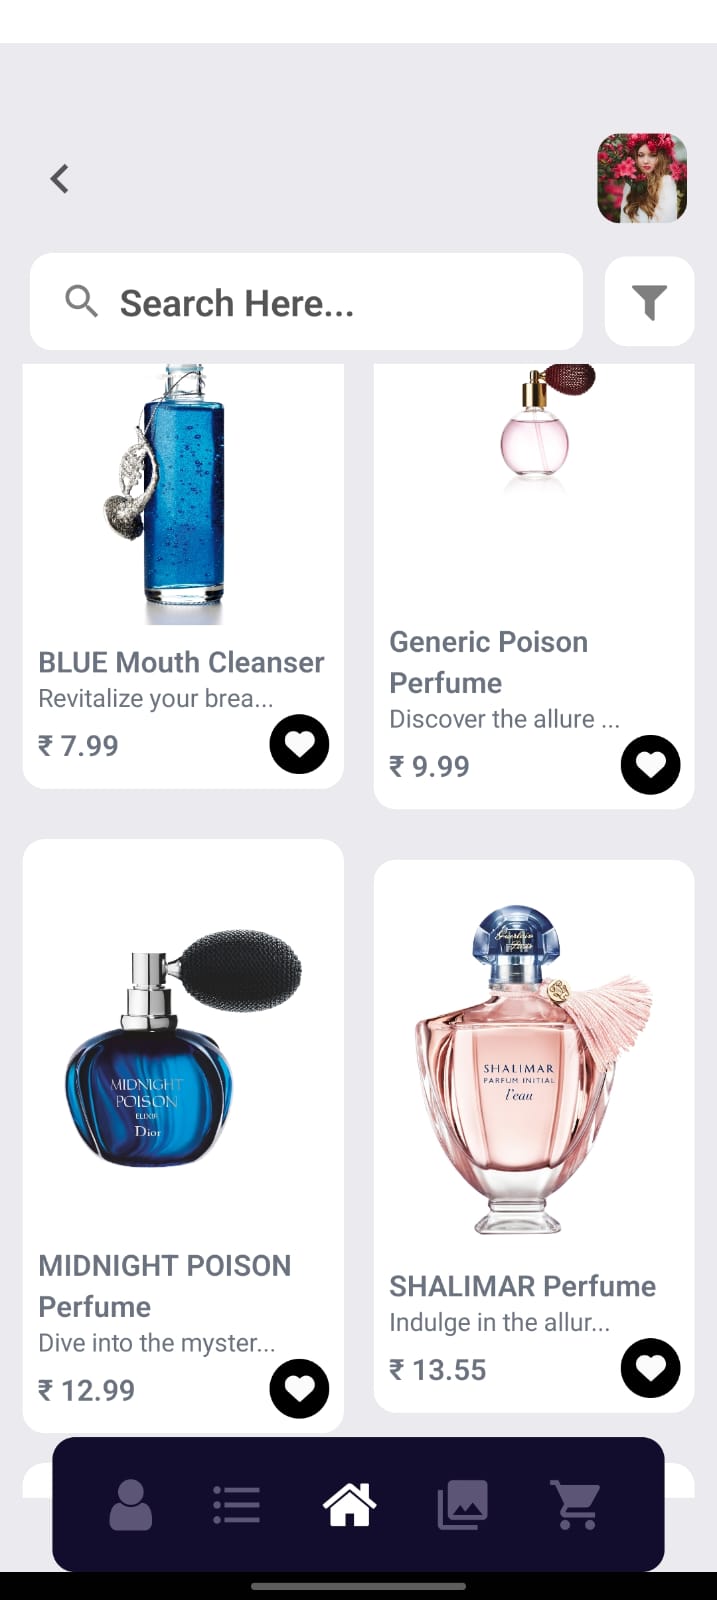 Search Here...
BLUE Mouth Cleanser
Revitalize your brea...
₹ 7.99
Generic Poison
Perfume
Discover the allure ...
₹ 9.99
MIDNIGHT
POISON
ELIXIR
Dior
MIDNIGHT POISON
Perfume
Dive into the myster...
₹ 12.99
SHALIMAR
PARFUM INITIAL
l'eau
SHALIMAR Perfume
Indulge in the allur...
₹ 13.55